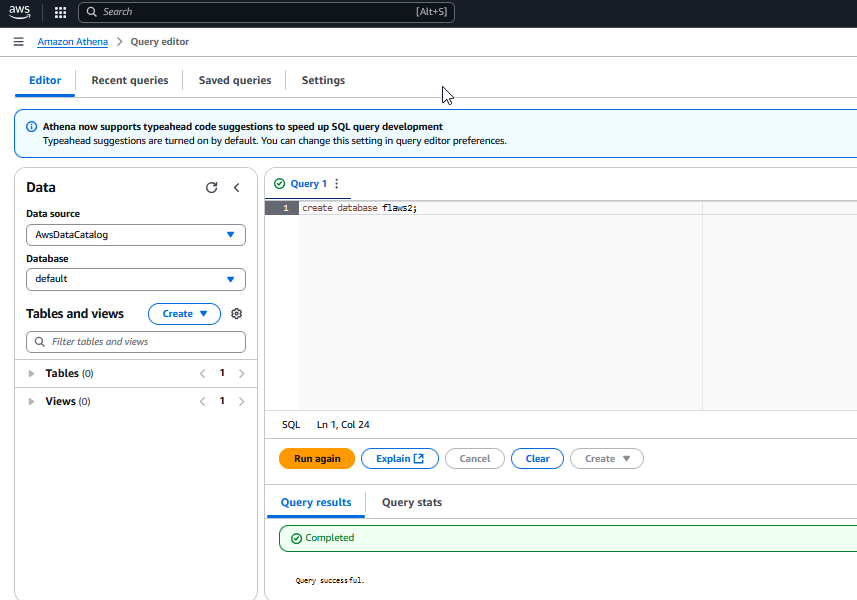 aws
Search [Alt+S]
Amazon Athena > Query editor
Editor Recent queries Saved queries Settings
Athena now supports typeahead code suggestions to speed up SQL query development
Typeahead suggestions are turned on by default. You can change this setting in query editor preferences.
Data
Data source
AwsDataCatalog
Database
default
Tables and views Create
Filter tables and views
Tables (0) < 1 >
Views (0) < 1 >
Query 1
1 create database flaws2;
SQL Ln 1, Col 24
Run again Explain Cancel Clear Create
Query results Query stats
Completed
Query successful.